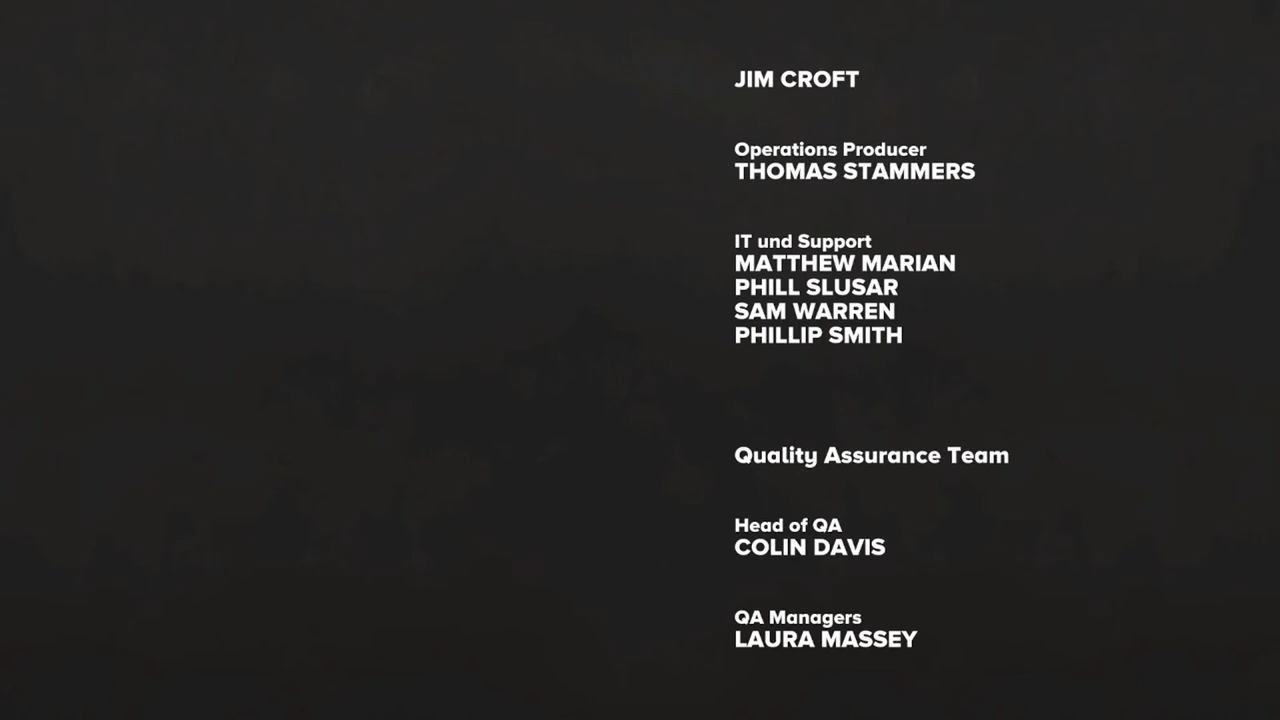 JIM CROFT
Operations Producer
THOMAS STAMMERS
IT und Support
MATTHEW MARIAN
PHILL SLUSAR
SAM WARREN
PHILLIP SMITH
Quality Assurance Team
Head of QA
COLIN DAVIS
QA Managers
LAURA MASSEY